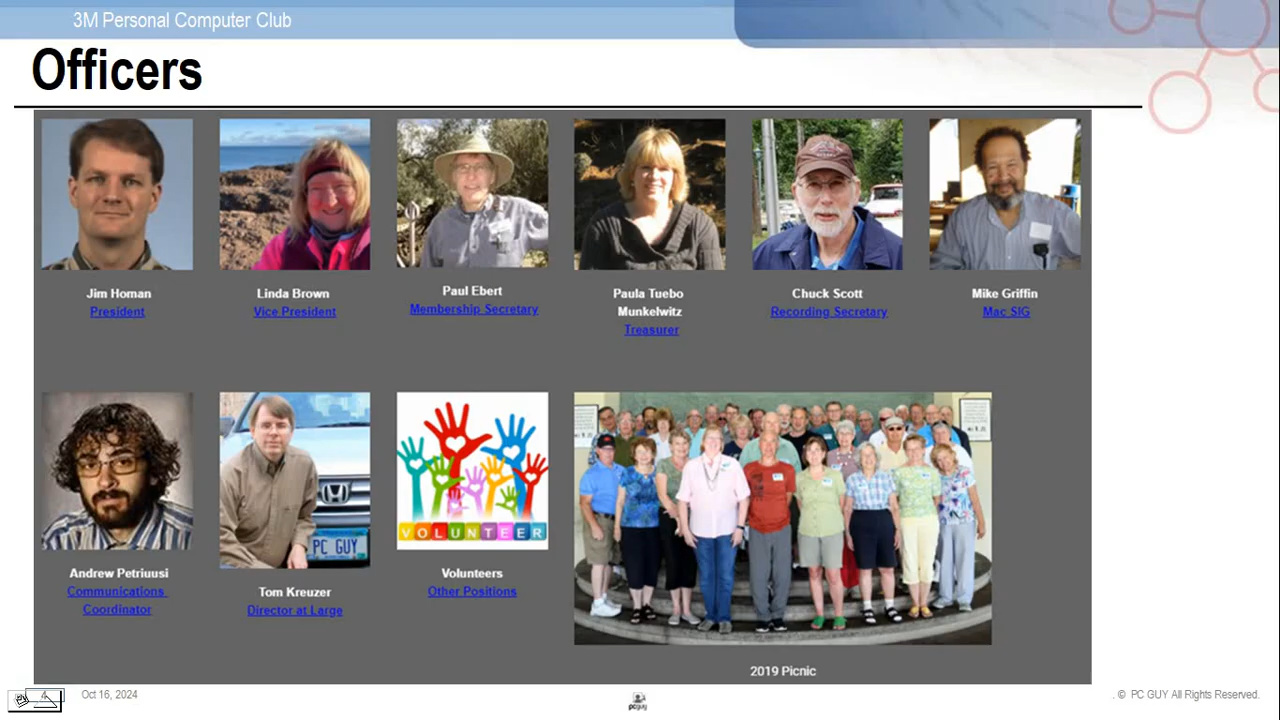 3M Personal Computer Club
Officers
Jim Homan
President
Linda Brown
Vice President
Paul Ebert
Membership Secretary
Paula Tuebo
Munkelwitz
Treasurer
Chuck Scott
Recording Secretary
Mike Griffin
Mac SIG
PC GUY
VOLUNTEER
Andrew Petriuusi
Communications
Coordinator
Tom Kreuzer
Director at Large
Volunteers
Other Positions
2019 Picnic
4
Oct 16, 2024
pcguy
. © PC GUY All Rights Reserved.